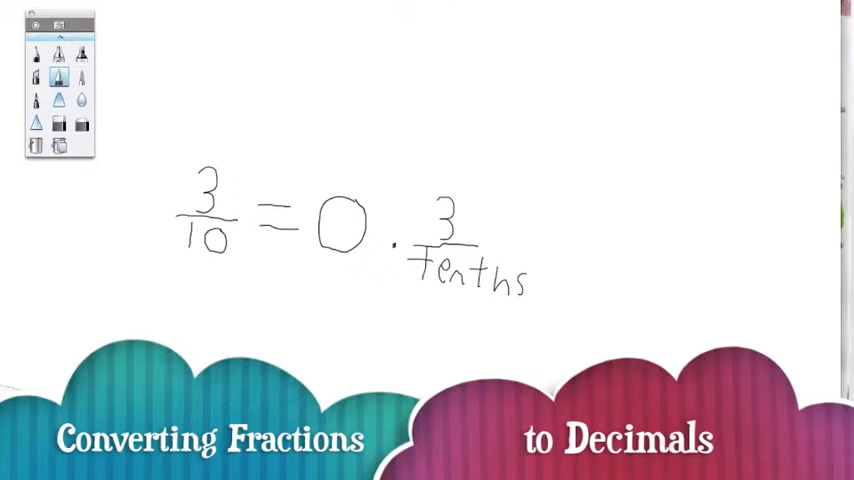 3/10 = 0 . 3/tenths
Converting Fractions to Decimals